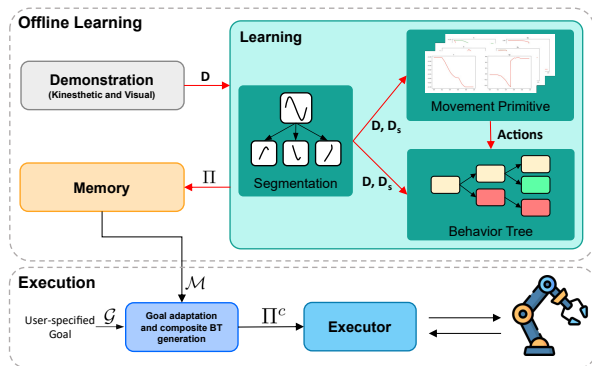 Offline Learning
Learning
Demonstration
(Kinesthetic and Visual)
D
Segmentation
D, Dₛ
D, Dₛ
Movement Primitive
Actions
Behavior Tree
Π
Memory
ℳ
Execution
User-specified
Goal
𝒢
Goal adaptation
and composite BT
generation
Πᶜ
Executor